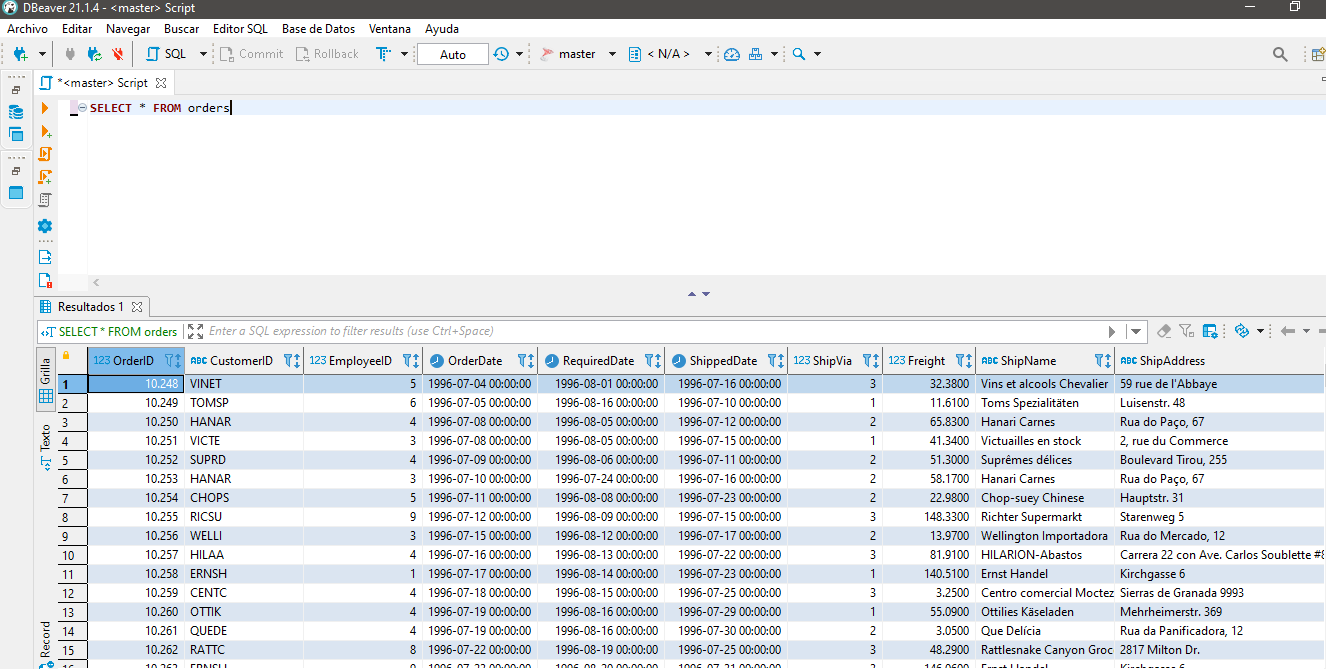 DBeaver 21.1.4 - <master> Script
Archivo Editar Navegar Buscar Editor SQL Base de Datos Ventana Ayuda
SQL Commit Rollback Auto master < N/A >
*<master> Script
SELECT * FROM orders
Resultados 1
SELECT * FROM orders Enter a SQL expression to filter results (use Ctrl+Space)
Grilla
Texto
Record
123 OrderID ABC CustomerID 123 EmployeeID OrderDate RequiredDate ShippedDate 123 ShipVia 123 Freight ABC ShipName ABC ShipAddress
1 10.248 VINET 5 1996-07-04 00:00:00 1996-08-01 00:00:00 1996-07-16 00:00:00 3 32.3800 Vins et alcools Chevalier 59 rue de l'Abbaye
2 10.249 TOMSP 6 1996-07-05 00:00:00 1996-08-16 00:00:00 1996-07-10 00:00:00 1 11.6100 Toms Spezialitäten Luisenstr. 48
3 10.250 HANAR 4 1996-07-08 00:00:00 1996-08-05 00:00:00 1996-07-12 00:00:00 2 65.8300 Hanari Carnes Rua do Paço, 67
4 10.251 VICTE 3 1996-07-08 00:00:00 1996-08-05 00:00:00 1996-07-15 00:00:00 1 41.3400 Victuailles en stock 2, rue du Commerce
5 10.252 SUPRD 4 1996-07-09 00:00:00 1996-08-06 00:00:00 1996-07-11 00:00:00 2 51.3000 Suprêmes délices Boulevard Tirou, 255
6 10.253 HANAR 3 1996-07-10 00:00:00 1996-07-24 00:00:00 1996-07-16 00:00:00 2 58.1700 Hanari Carnes Rua do Paço, 67
7 10.254 CHOPS 5 1996-07-11 00:00:00 1996-08-08 00:00:00 1996-07-23 00:00:00 2 22.9800 Chop-suey Chinese Hauptstr. 31
8 10.255 RICSU 9 1996-07-12 00:00:00 1996-08-09 00:00:00 1996-07-15 00:00:00 3 148.3300 Richter Supermarkt Starenweg 5
9 10.256 WELLI 3 1996-07-15 00:00:00 1996-08-12 00:00:00 1996-07-17 00:00:00 2 13.9700 Wellington Importadora Rua do Mercado, 12
10 10.257 HILAA 4 1996-07-16 00:00:00 1996-08-13 00:00:00 1996-07-22 00:00:00 3 81.9100 HILARION-Abastos Carrera 22 con Ave. Carlos Soublette #8
11 10.258 ERNSH 1 1996-07-17 00:00:00 1996-08-14 00:00:00 1996-07-23 00:00:00 1 140.5100 Ernst Handel Kirchgasse 6
12 10.259 CENTC 4 1996-07-18 00:00:00 1996-08-15 00:00:00 1996-07-25 00:00:00 3 3.2500 Centro comercial Moctez Sierras de Granada 9993
13 10.260 OTTIK 4 1996-07-19 00:00:00 1996-08-16 00:00:00 1996-07-29 00:00:00 1 55.0900 Ottilies Käseladen Mehrheimerstr. 369
14 10.261 QUEDE 4 1996-07-19 00:00:00 1996-08-16 00:00:00 1996-07-30 00:00:00 2 3.0500 Que Delícia Rua da Panificadora, 12
15 10.262 RATTC 8 1996-07-22 00:00:00 1996-08-19 00:00:00 1996-07-25 00:00:00 3 48.2900 Rattlesnake Canyon Groc 2817 Milton Dr.